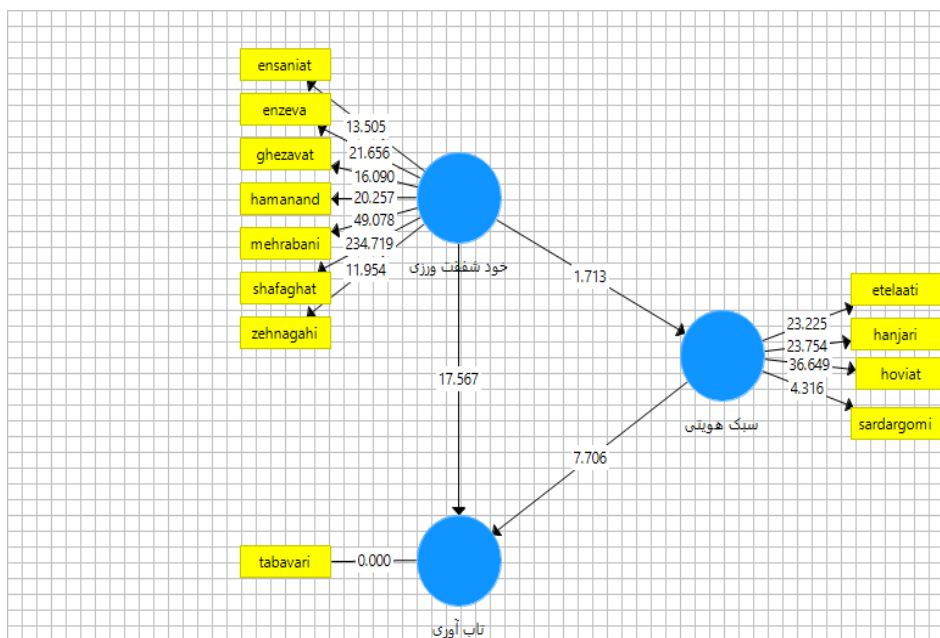 ensaniat
enzeva
ghezavat
hamanand
mehrabani
shafaghat
zehnagahi
13.505
21.656
16.090
20.257
49.078
234.719
11.954
خود شفقت ورزی
1.713
etelaati
hanjari
hoviat
sardargomi
23.225
23.754
36.649
4.316
سبک هویتی
17.567
7.706
tabavari
0.000
تاب آوری